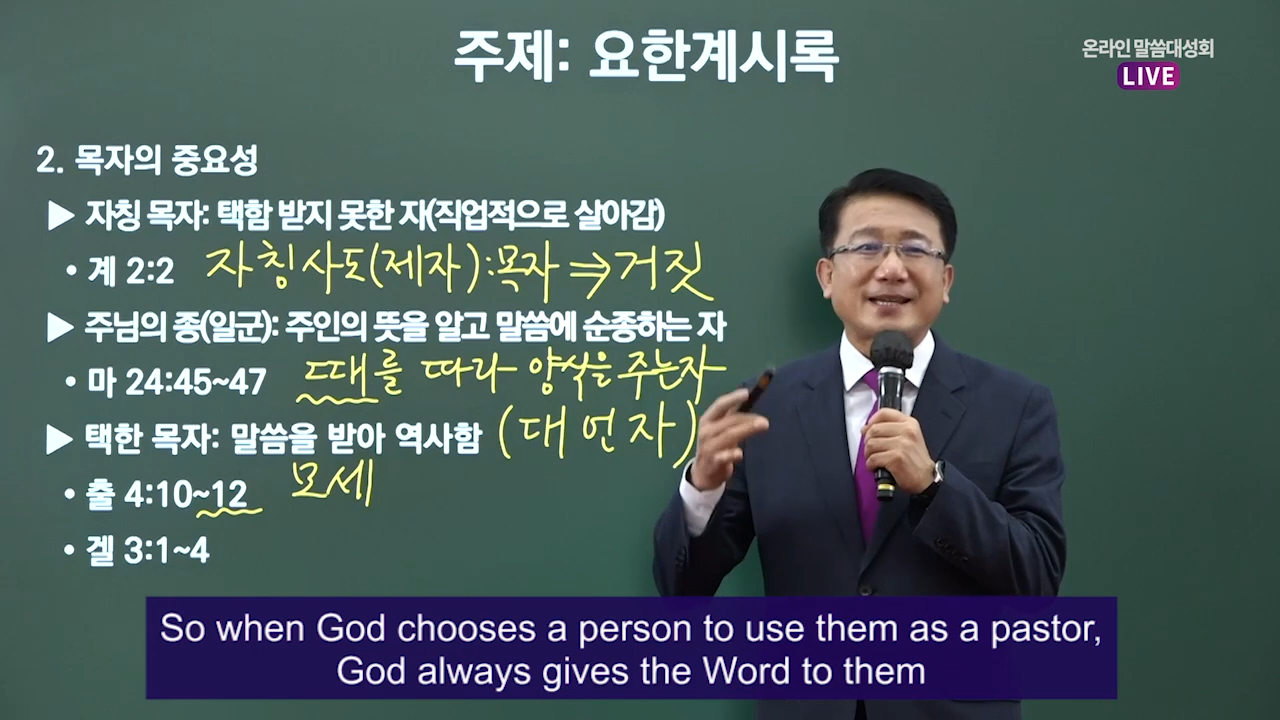 주제: 요한계시록
온라인 말씀대성회
LIVE
2. 목자의 중요성
▶ 자칭 목자: 택함 받지 못한 자(직업적으로 살아감)
• 계 2:2 자칭사도(제자):목자 ⇒ 거짓
▶ 주님의 종(일군): 주인의 뜻을 알고 말씀에 순종하는 자
• 마 24:45~47 때를 따라 양식을 주는자
▶ 택한 목자: 말씀을 받아 역사함 (대언자)
• 출 4:10~12 모세
• 겔 3:1~4
So when God chooses a person to use them as a pastor,
God always gives the Word to them